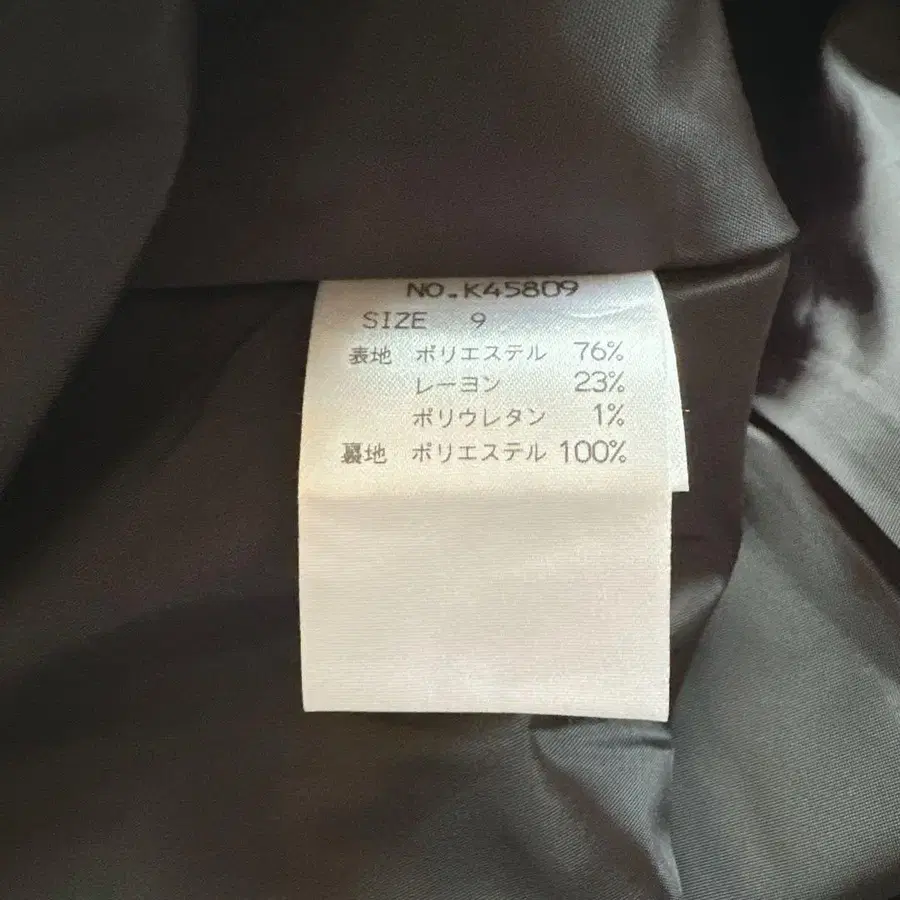 NO.K45809
SIZE 9
表地 ポリエステル 76%
レーヨン 23%
ポリウレタン 1%
裏地 ポリエステル 100%